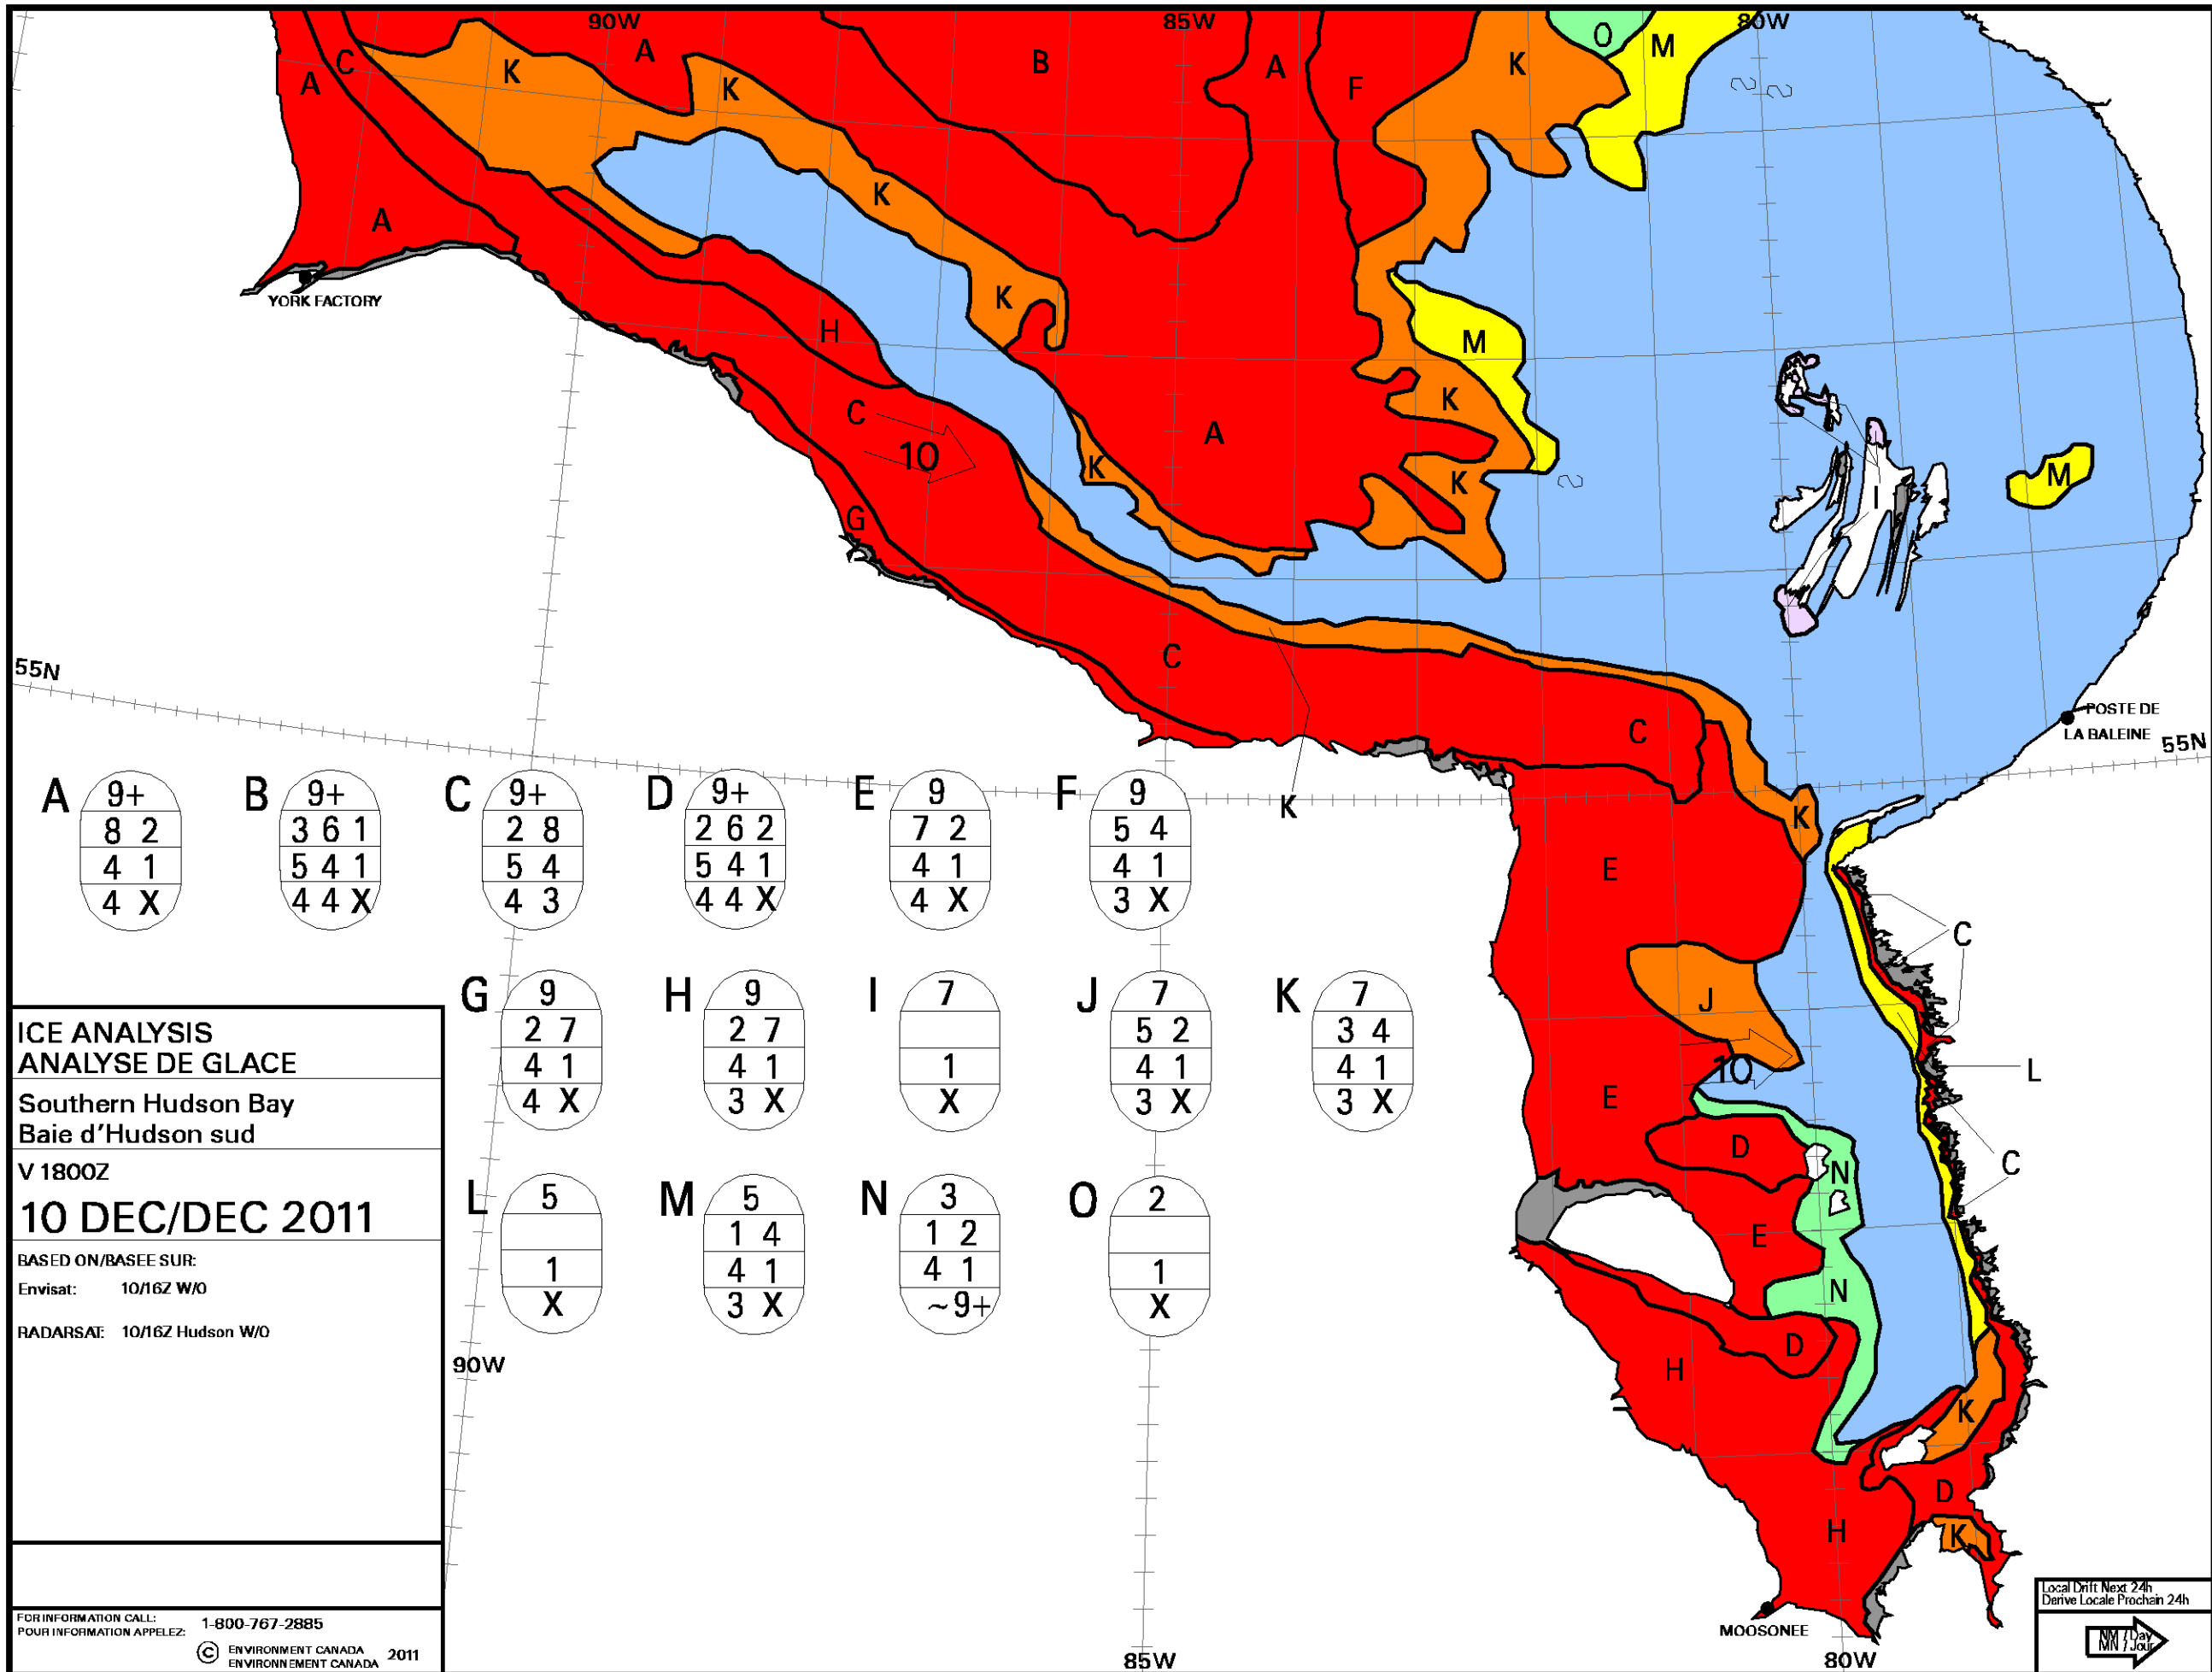 90W
85W
80W
A
C
K
A
K
B
A
F
K
O
M
A
K
YORK FACTORY
H
K
M
C
10
K
A
K
K
M
I
G
K
C
C
55N
POSTE DE
LA BALEINE
55N
K
K
A
9+
8 2
4 1
4 X
B
9+
3 6 1
5 4 1
4 4 X
C
9+
2 8
5 4
4 3
D
9+
2 6 2
5 4 1
4 4 X
E
9
7 2
4 1
4 X
F
9
5 4
4 1
3 X
E
C
G
9
2 7
4 1
4 X
H
9
2 7
4 1
3 X
I
7
1
X
J
7
5 2
4 1
3 X
K
7
3 4
4 1
3 X
J
10
L
E
D
N
C
L
5
1
X
M
5
1 4
4 1
3 X
N
3
1 2
4 1
~9+
O
2
1
X
E
N
D
H
K
D
H
K
MOOSONEE
90W
85W
80W
ICE ANALYSIS
ANALYSE DE GLACE
Southern Hudson Bay
Baie d'Hudson sud
V 1800Z
10 DEC/DEC 2011
BASED ON/BASEE SUR:
Envisat: 10/16Z W/O
RADARSAT: 10/16Z Hudson W/O
FOR INFORMATION CALL: 1-800-767-2885
POUR INFORMATION APPELEZ:
© ENVIRONMENT CANADA 2011
ENVIRONNEMENT CANADA
Local Drift Next 24h
Derive Locale Prochain 24h
NM / Day
MN / Jour